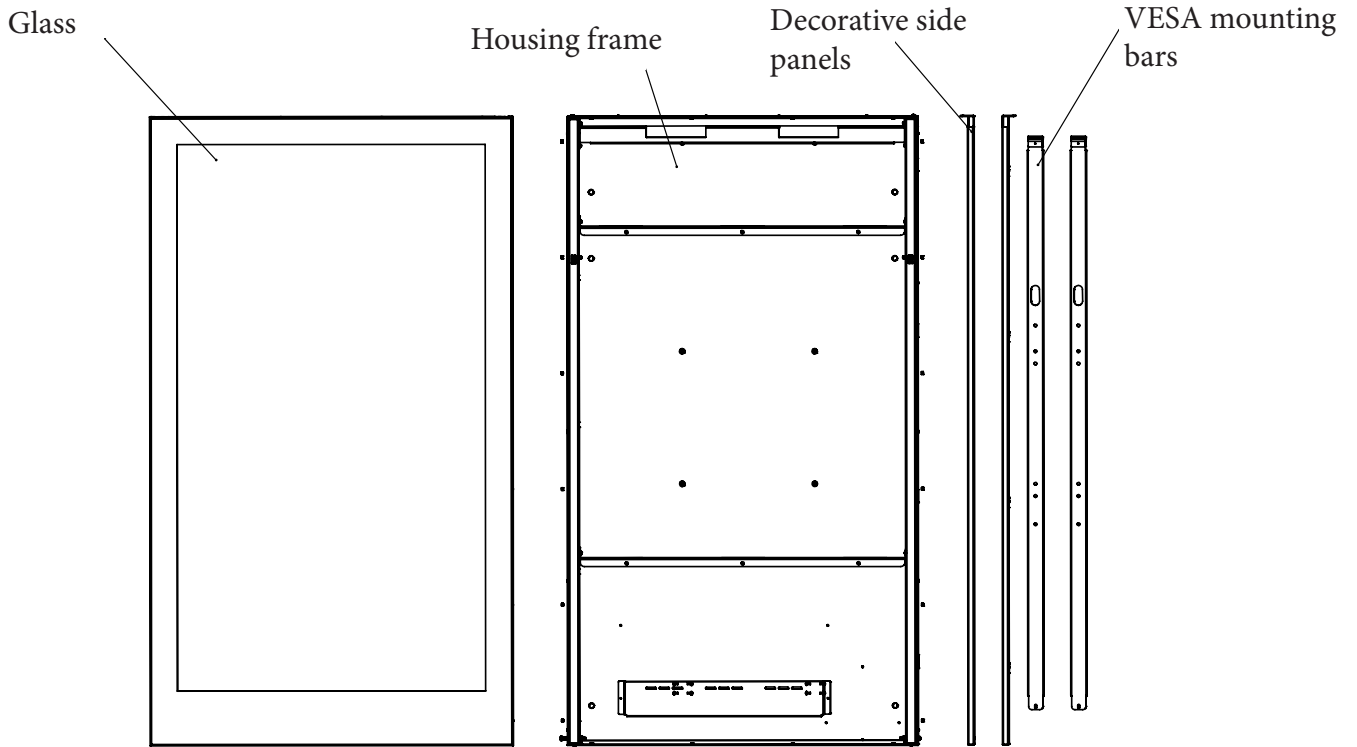 Glass
Housing frame
Decorative side
panels
VESA mounting
bars